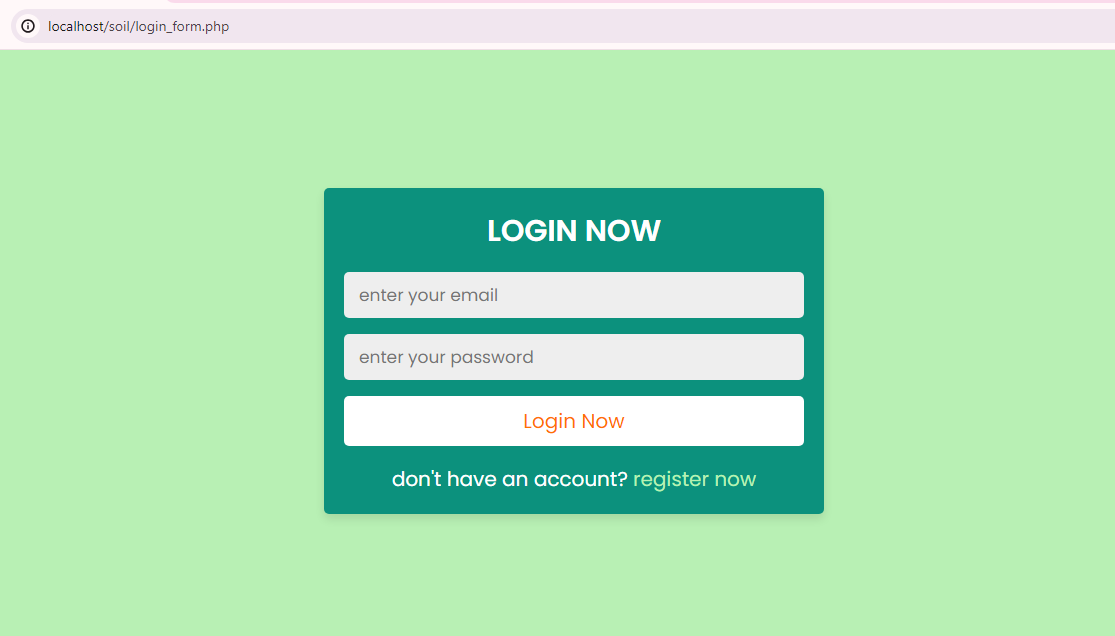 localhost/soil/login_form.php
LOGIN NOW
enter your email
enter your password
Login Now
don't have an account? register now